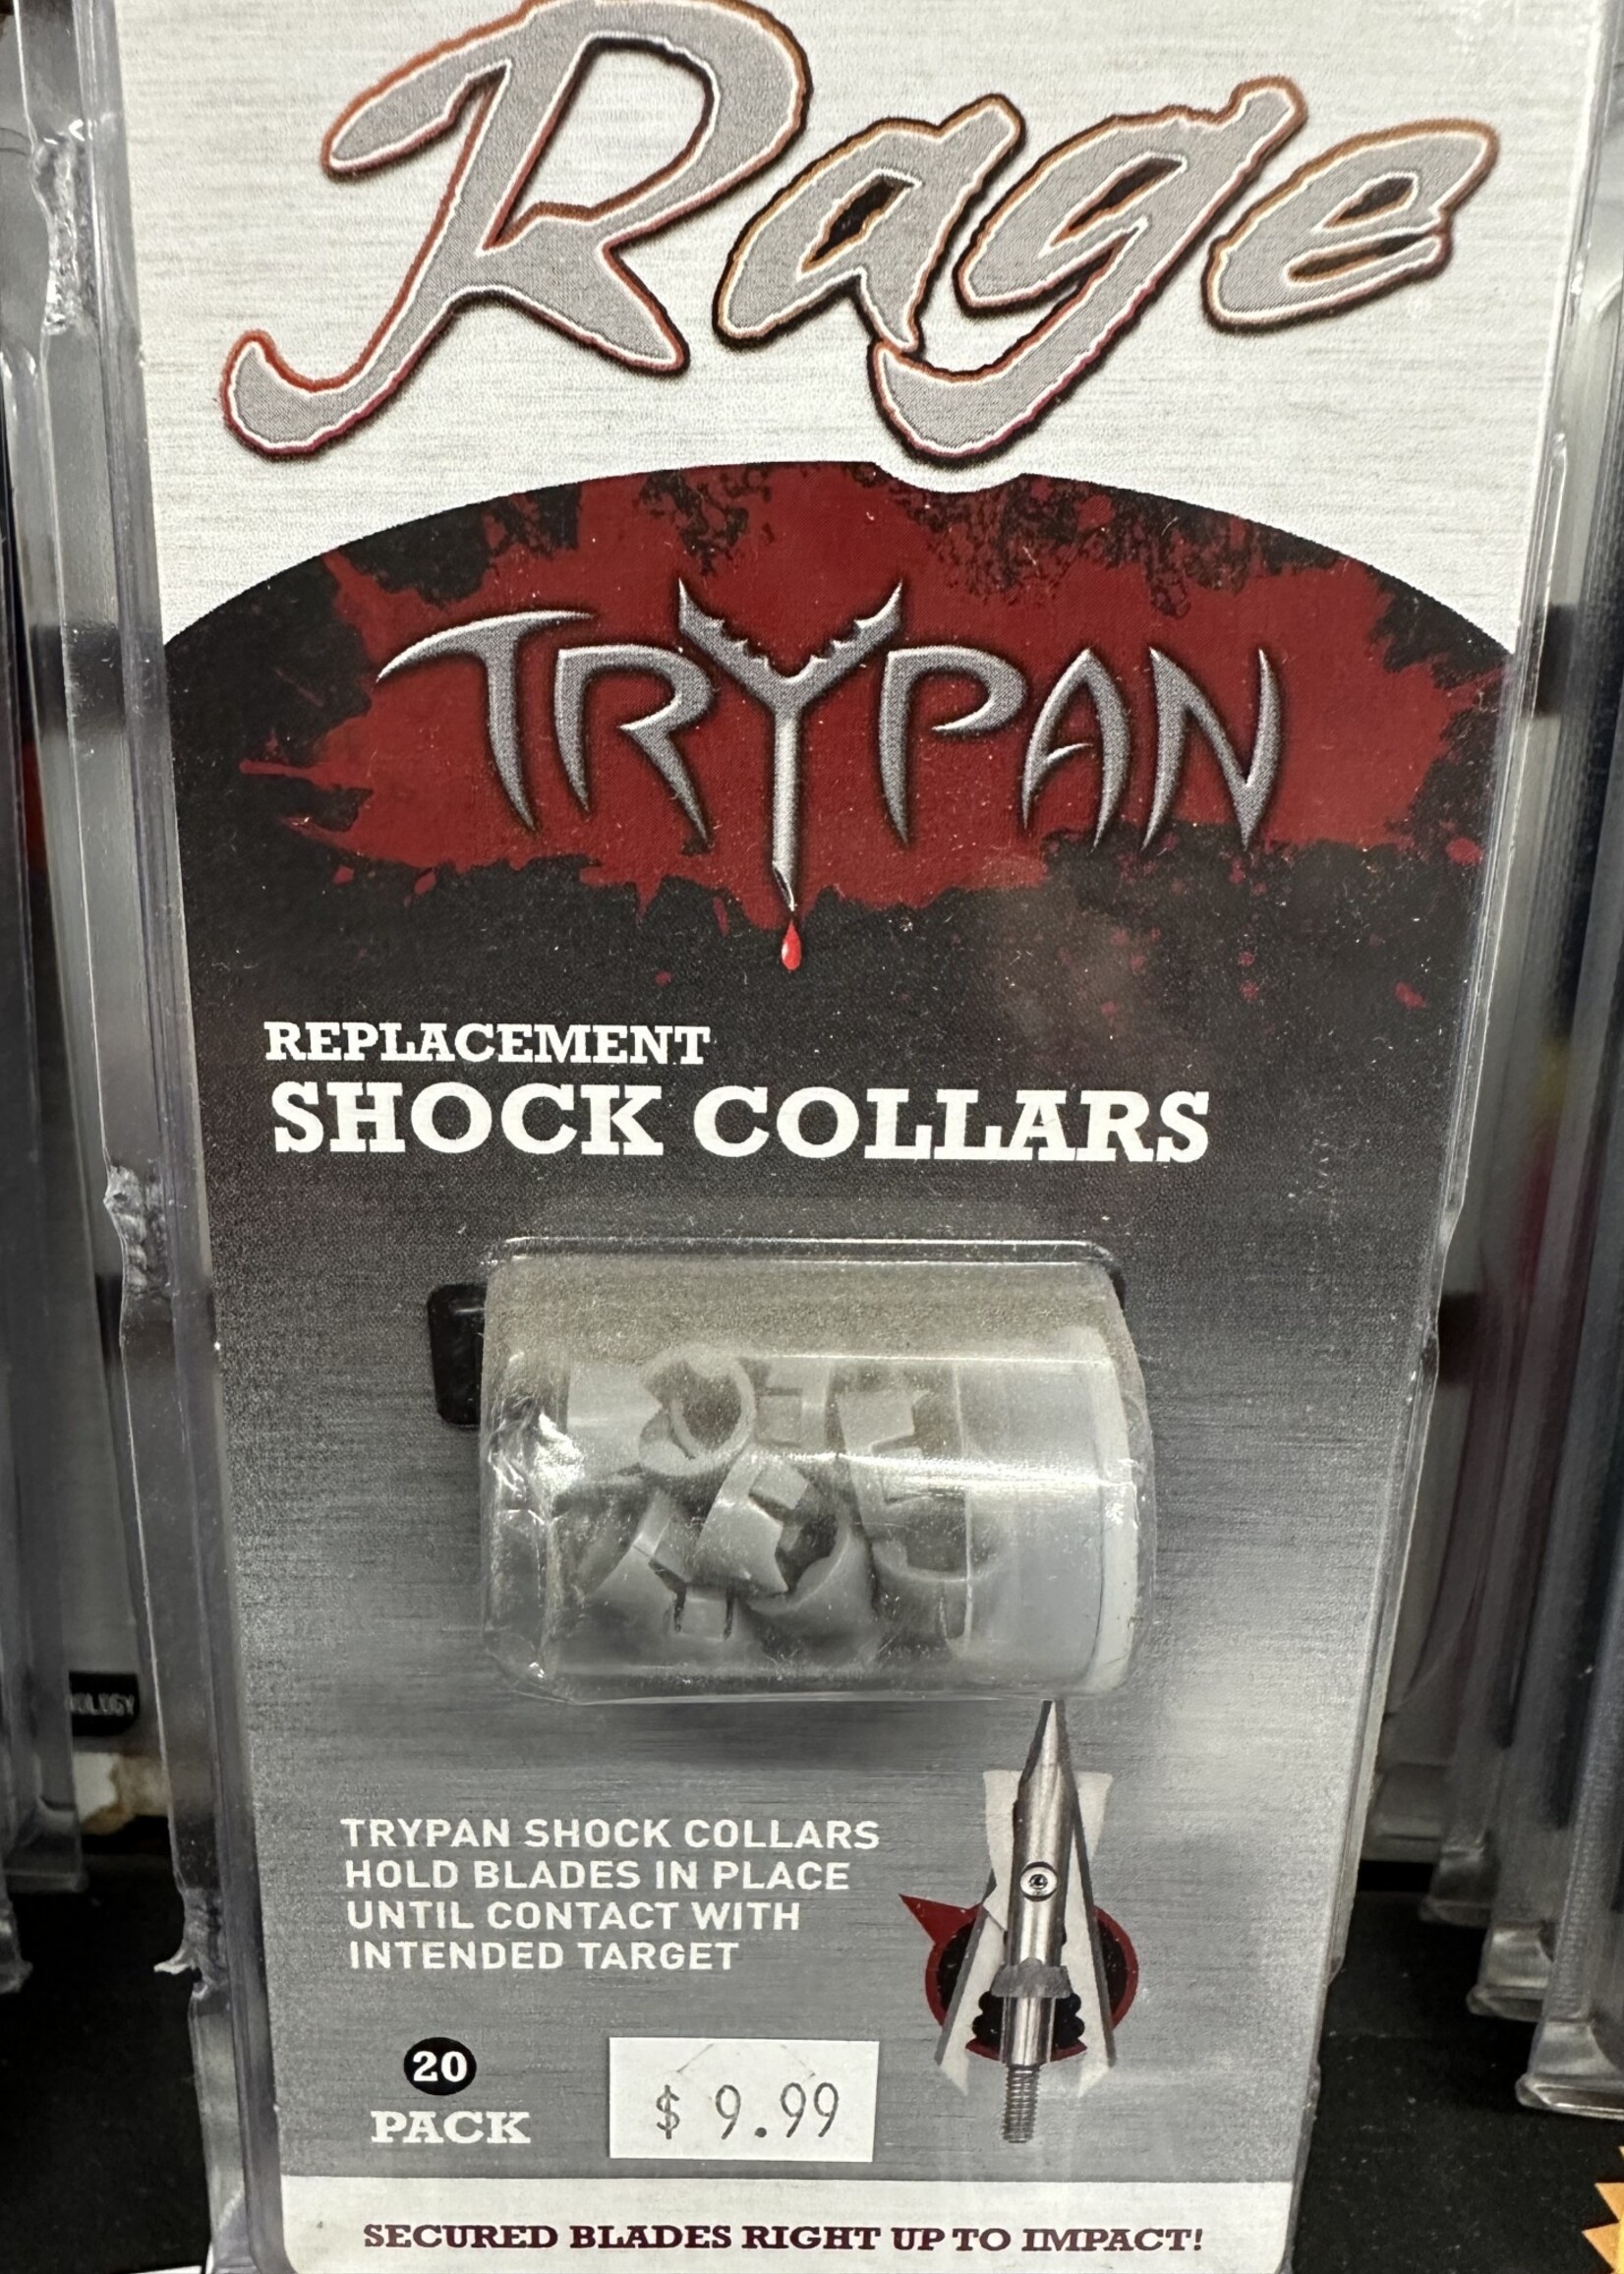 Rage
TRYPAN
REPLACEMENT
SHOCK COLLARS
TRYPAN SHOCK COLLARS
HOLD BLADES IN PLACE
UNTIL CONTACT WITH
INTENDED TARGET
20
PACK
$ 9.99
SECURED BLADES RIGHT UP TO IMPACT!